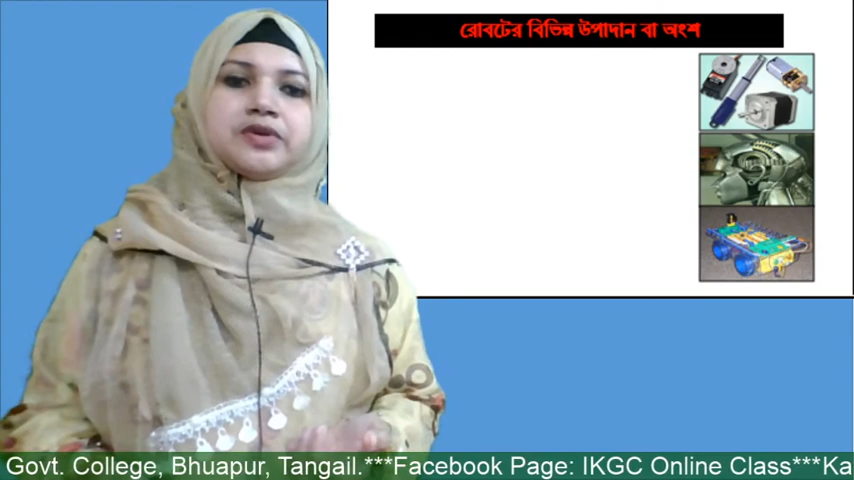 রোবটের বিভিন্ন উপাদান বা অংশ
Govt. College, Bhuapur, Tangail.***Facebook Page: IKGC Online Class***Ka